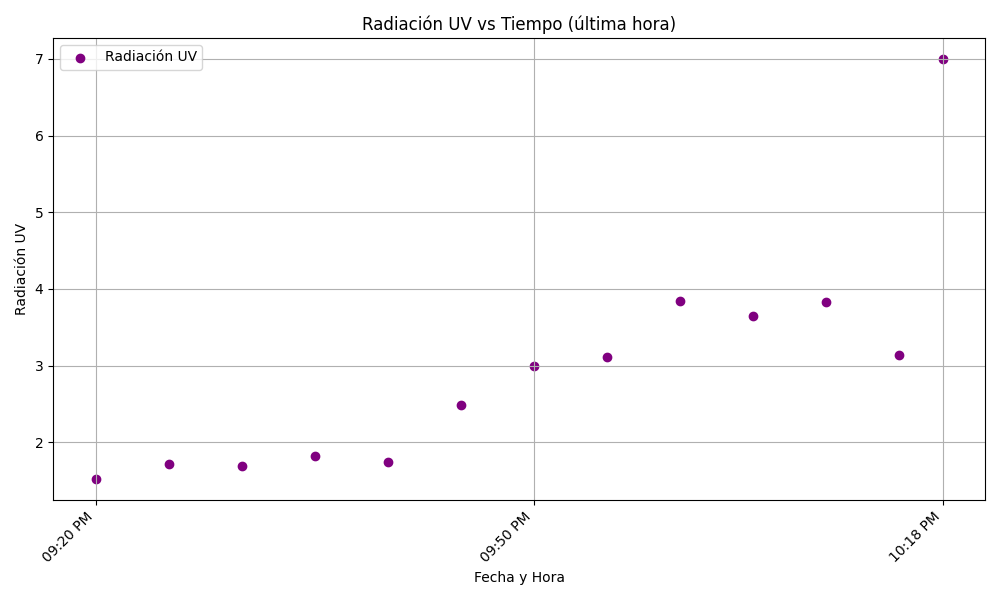 Radiación UV vs Tiempo (última hora)
Radiación UV
7
6
5
4
3
2
Radiación UV
09:20 PM
09:50 PM
10:18 PM
Fecha y Hora